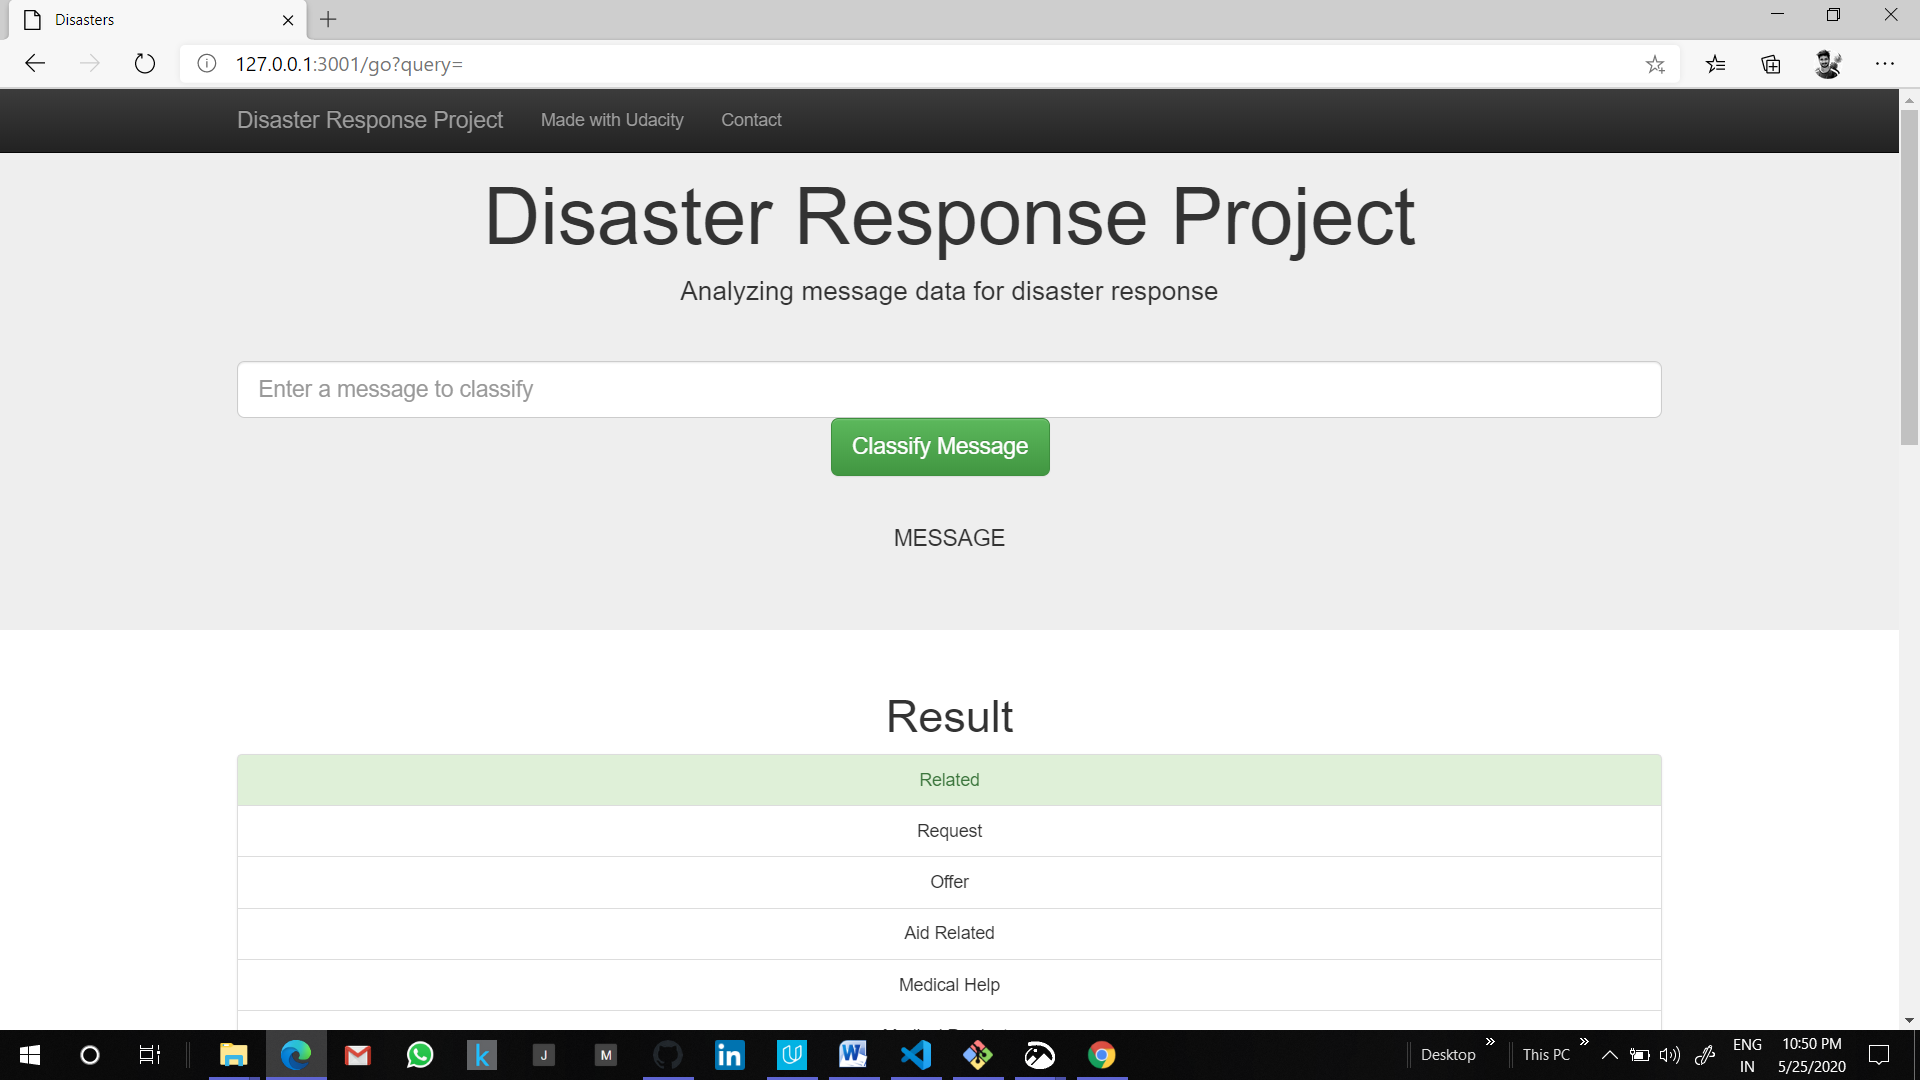 Disasters
127.0.0.1:3001/go?query=
Disaster Response Project Made with Udacity Contact
Disaster Response Project
Analyzing message data for disaster response
Enter a message to classify
Classify Message
MESSAGE
Result
Related
Request
Offer
Aid Related
Medical Help
k J M in U W
Desktop » This PC »
ENG
IN
10:50 PM
5/25/2020